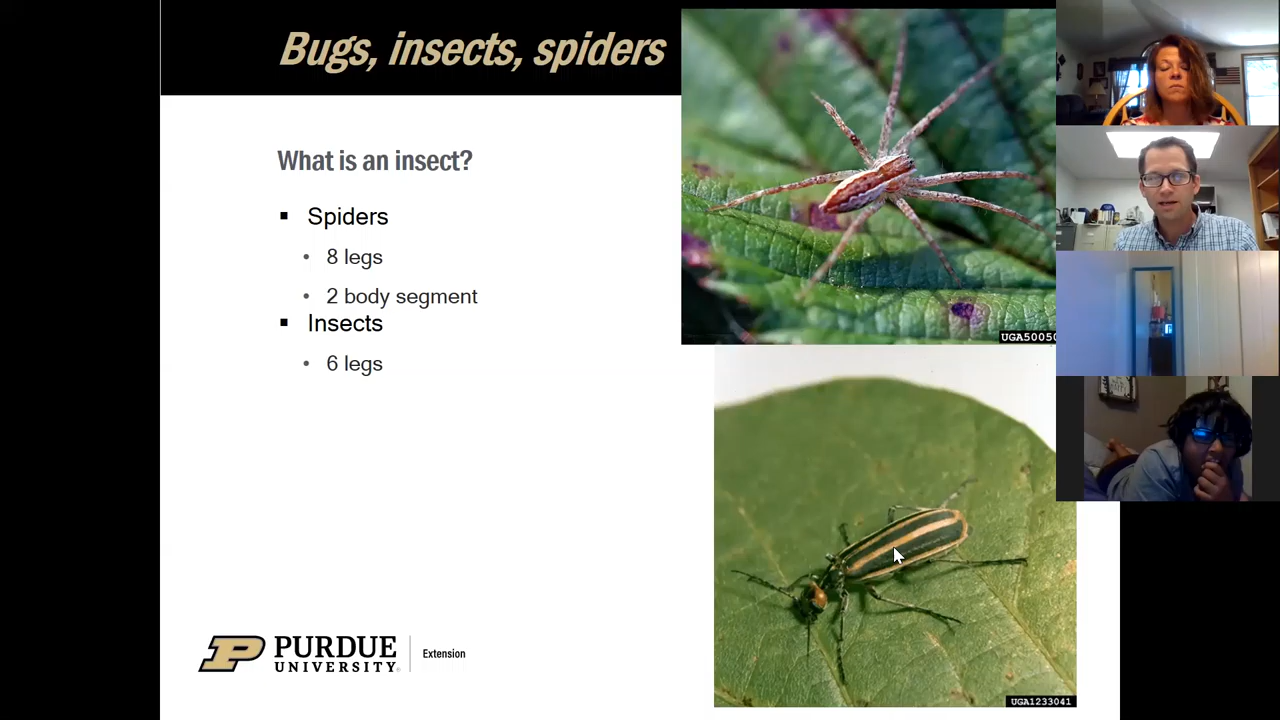 Bugs, insects, spiders
What is an insect?
Spiders
8 legs
2 body segment
Insects
6 legs
UGA50050
UGA1233041
PURDUE
UNIVERSITY
Extension